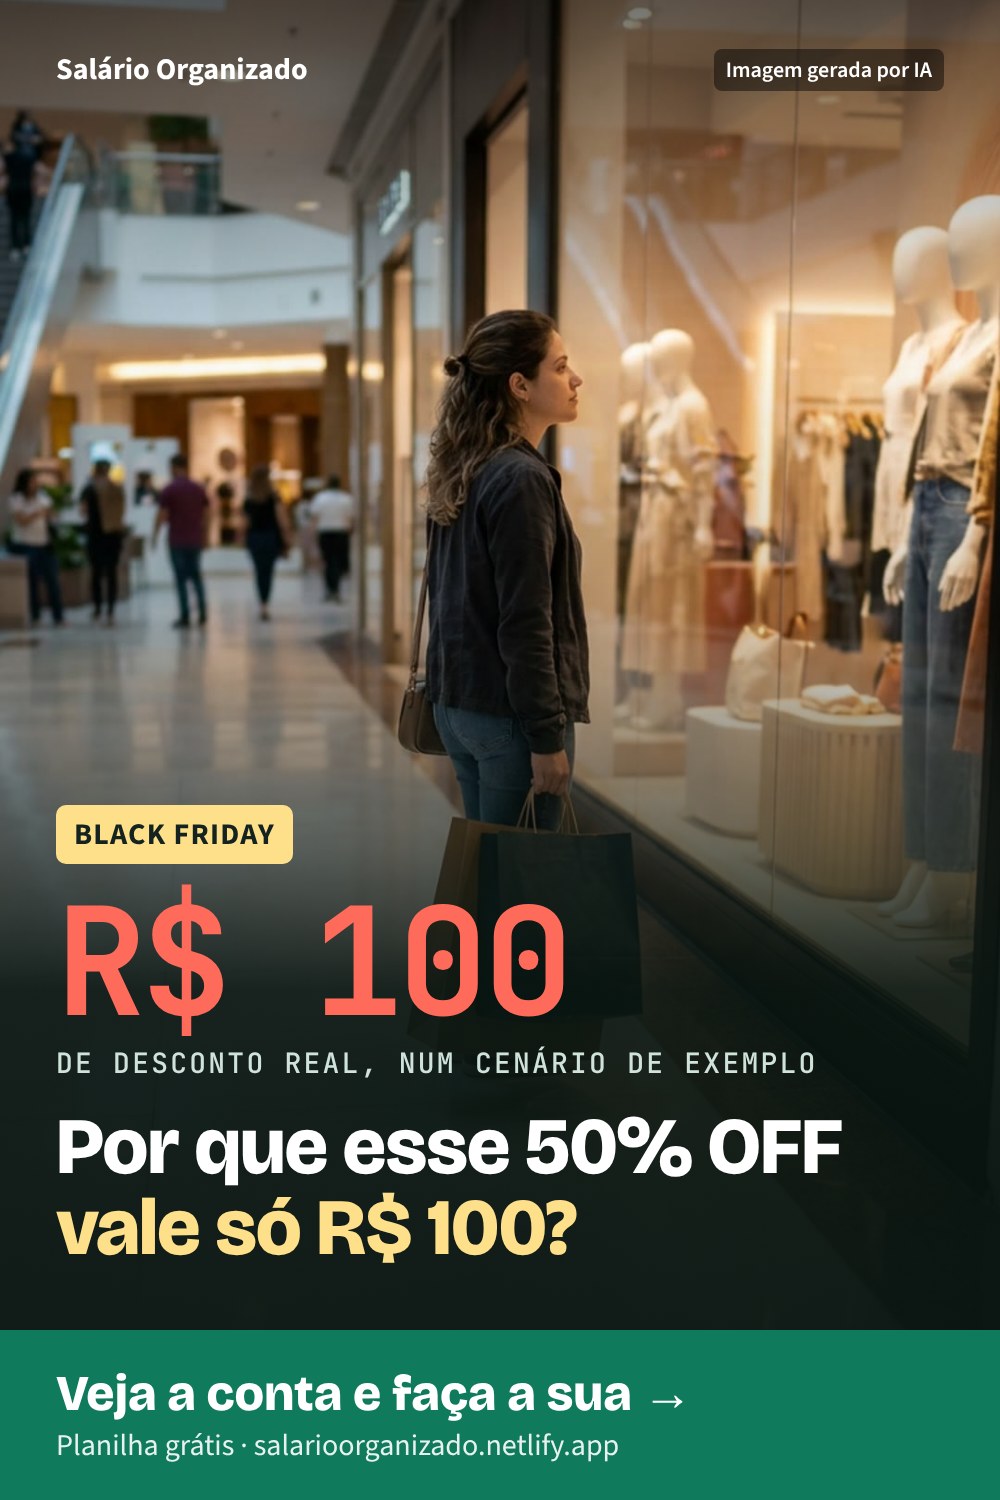 Salário Organizado
Imagem gerada por IA
BLACK FRIDAY
R$ 100
DE DESCONTO REAL, NUM CENÁRIO DE EXEMPLO
Por que esse 50% OFF
vale só R$ 100?
Veja a conta e faça a sua →
Planilha grátis · salarioorganizado.netlify.app